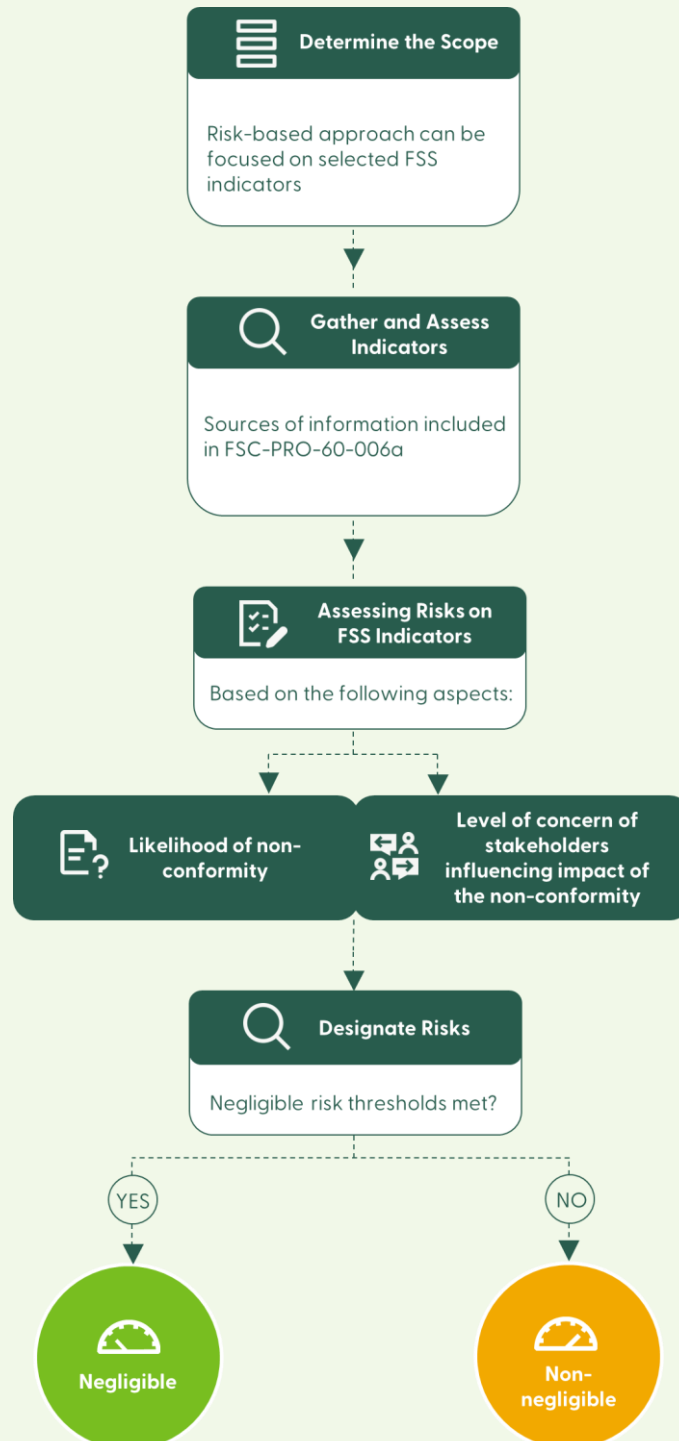 Determine the Scope
Risk-based approach can be
focused on selected FSS
indicators
Gather and Assess
Indicators
Sources of information included
in FSC-PRO-60-006a
Assessing Risks on
FSS Indicators
Based on the following aspects:
Likelihood of non-
conformity
Level of concern of
stakeholders
influencing impact of
the non-conformity
Designate Risks
Negligible risk thresholds met?
YES
NO
Negligible
Non-
negligible